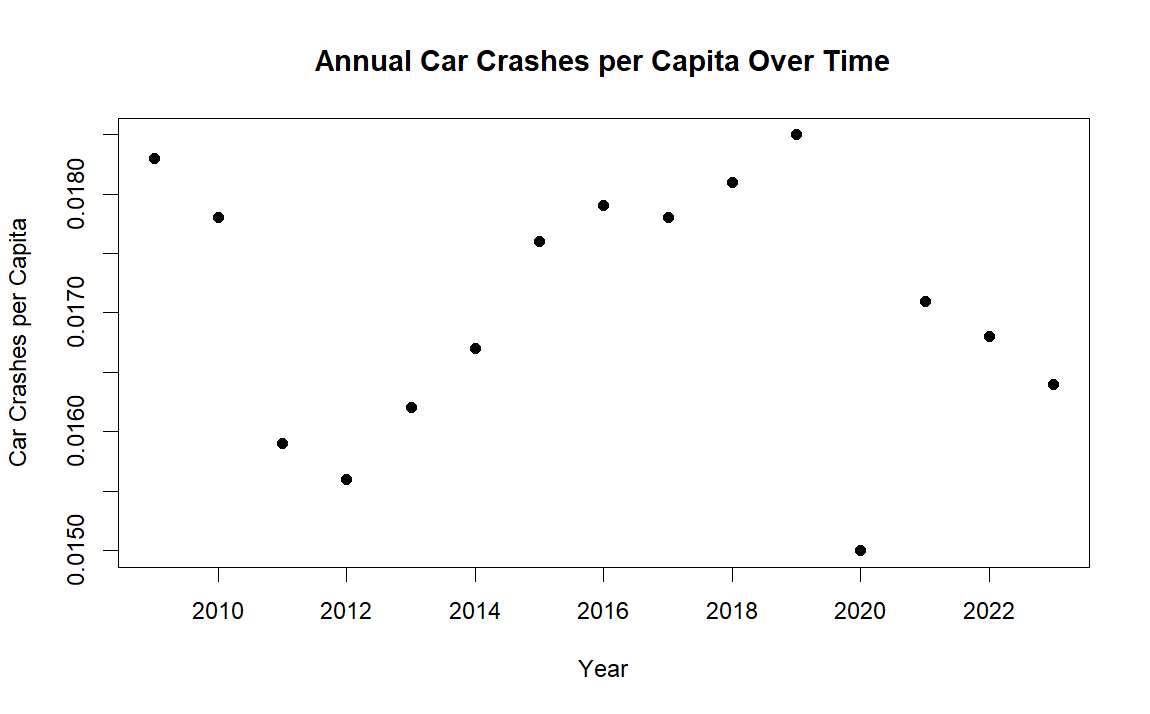 Annual Car Crashes per Capita Over Time
Car Crashes per Capita
0.0180
0.0170
0.0160
0.0150
2010 2012 2014 2016 2018 2020 2022
Year